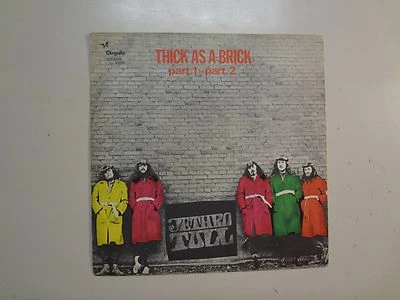 Chrysalis
THICK AS A BRICK
part.1 - part.2
JETHRO
TULL